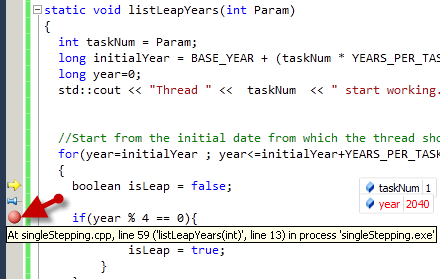 static void listLeapYears(int Param)
{
int taskNum = Param;
long initialYear = BASE_YEAR + (taskNum * YEARS_PER_TAS
long year=0;
std::cout << "Thread " << taskNum << " start working.
//Start from the initial date from which the thread sho
for(year=initialYear ; year<=initialYear+YEARS_PER_TAS
{
boolean isLeap = false;
taskNum 1
year 2040
if(year % 4 == 0){
At singleStepping.cpp, line 59 ('listLeapYears(int)', line 13) in process 'singleStepping.exe'
isLeap = true;
}